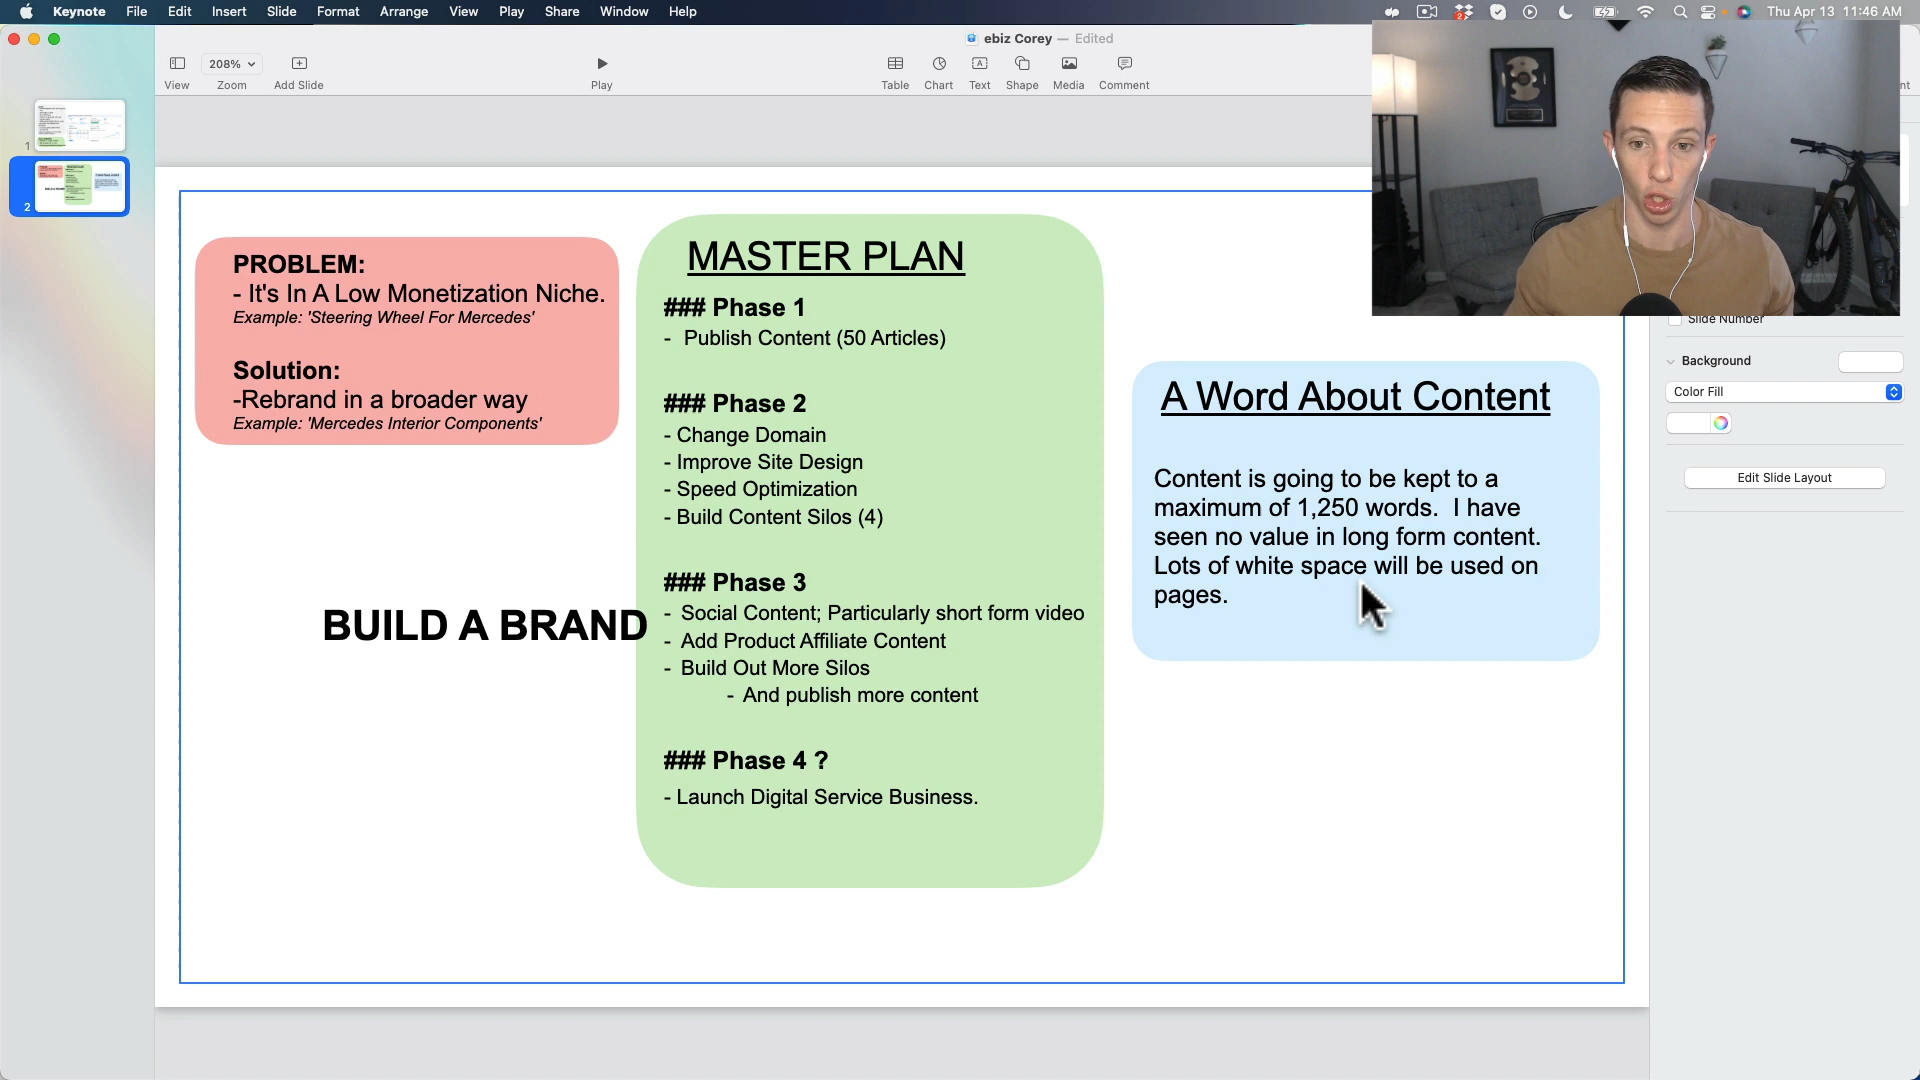 Keynote File Edit Insert Slide Format Arrange View Play Share Window Help
Thu Apr 13 11:46 AM
ebiz Corey — Edited
208%
View Zoom Add Slide Play Table Chart Text Shape Media Comment
1
2
PROBLEM:
- It's In A Low Monetization Niche.
Example: 'Steering Wheel For Mercedes'
Solution:
-Rebrand in a broader way
Example: 'Mercedes Interior Components'
BUILD A BRAND
MASTER PLAN
### Phase 1
- Publish Content (50 Articles)
### Phase 2
- Change Domain
- Improve Site Design
- Speed Optimization
- Build Content Silos (4)
### Phase 3
- Social Content; Particularly short form video
- Add Product Affiliate Content
- Build Out More Silos
- And publish more content
### Phase 4 ?
- Launch Digital Service Business.
A Word About Content
Content is going to be kept to a
maximum of 1,250 words. I have
seen no value in long form content.
Lots of white space will be used on
pages.
Slide Number
Background
Color Fill
Edit Slide Layout